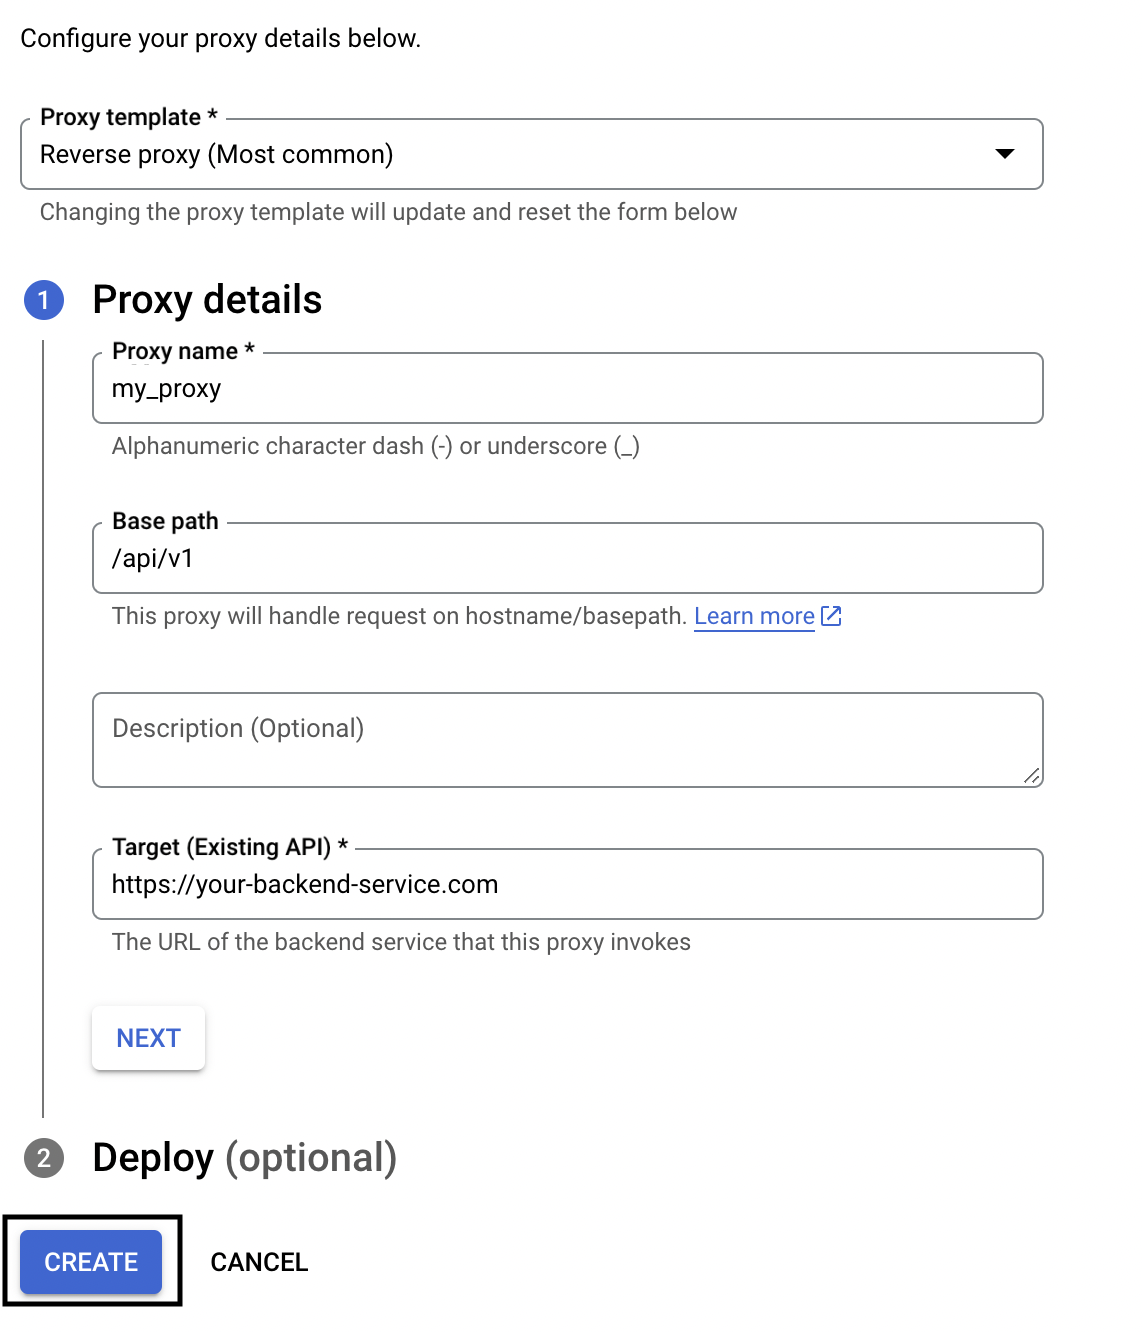 Configure your proxy details below.
Proxy template *
Reverse proxy (Most common)
Changing the proxy template will update and reset the form below
1 Proxy details
Proxy name *
my_proxy
Alphanumeric character dash (-) or underscore (_)
Base path
/api/v1
This proxy will handle request on hostname/basepath. Learn more
Description (Optional)
Target (Existing API) *
https://your-backend-service.com
The URL of the backend service that this proxy invokes
NEXT
2 Deploy (optional)
CREATE CANCEL